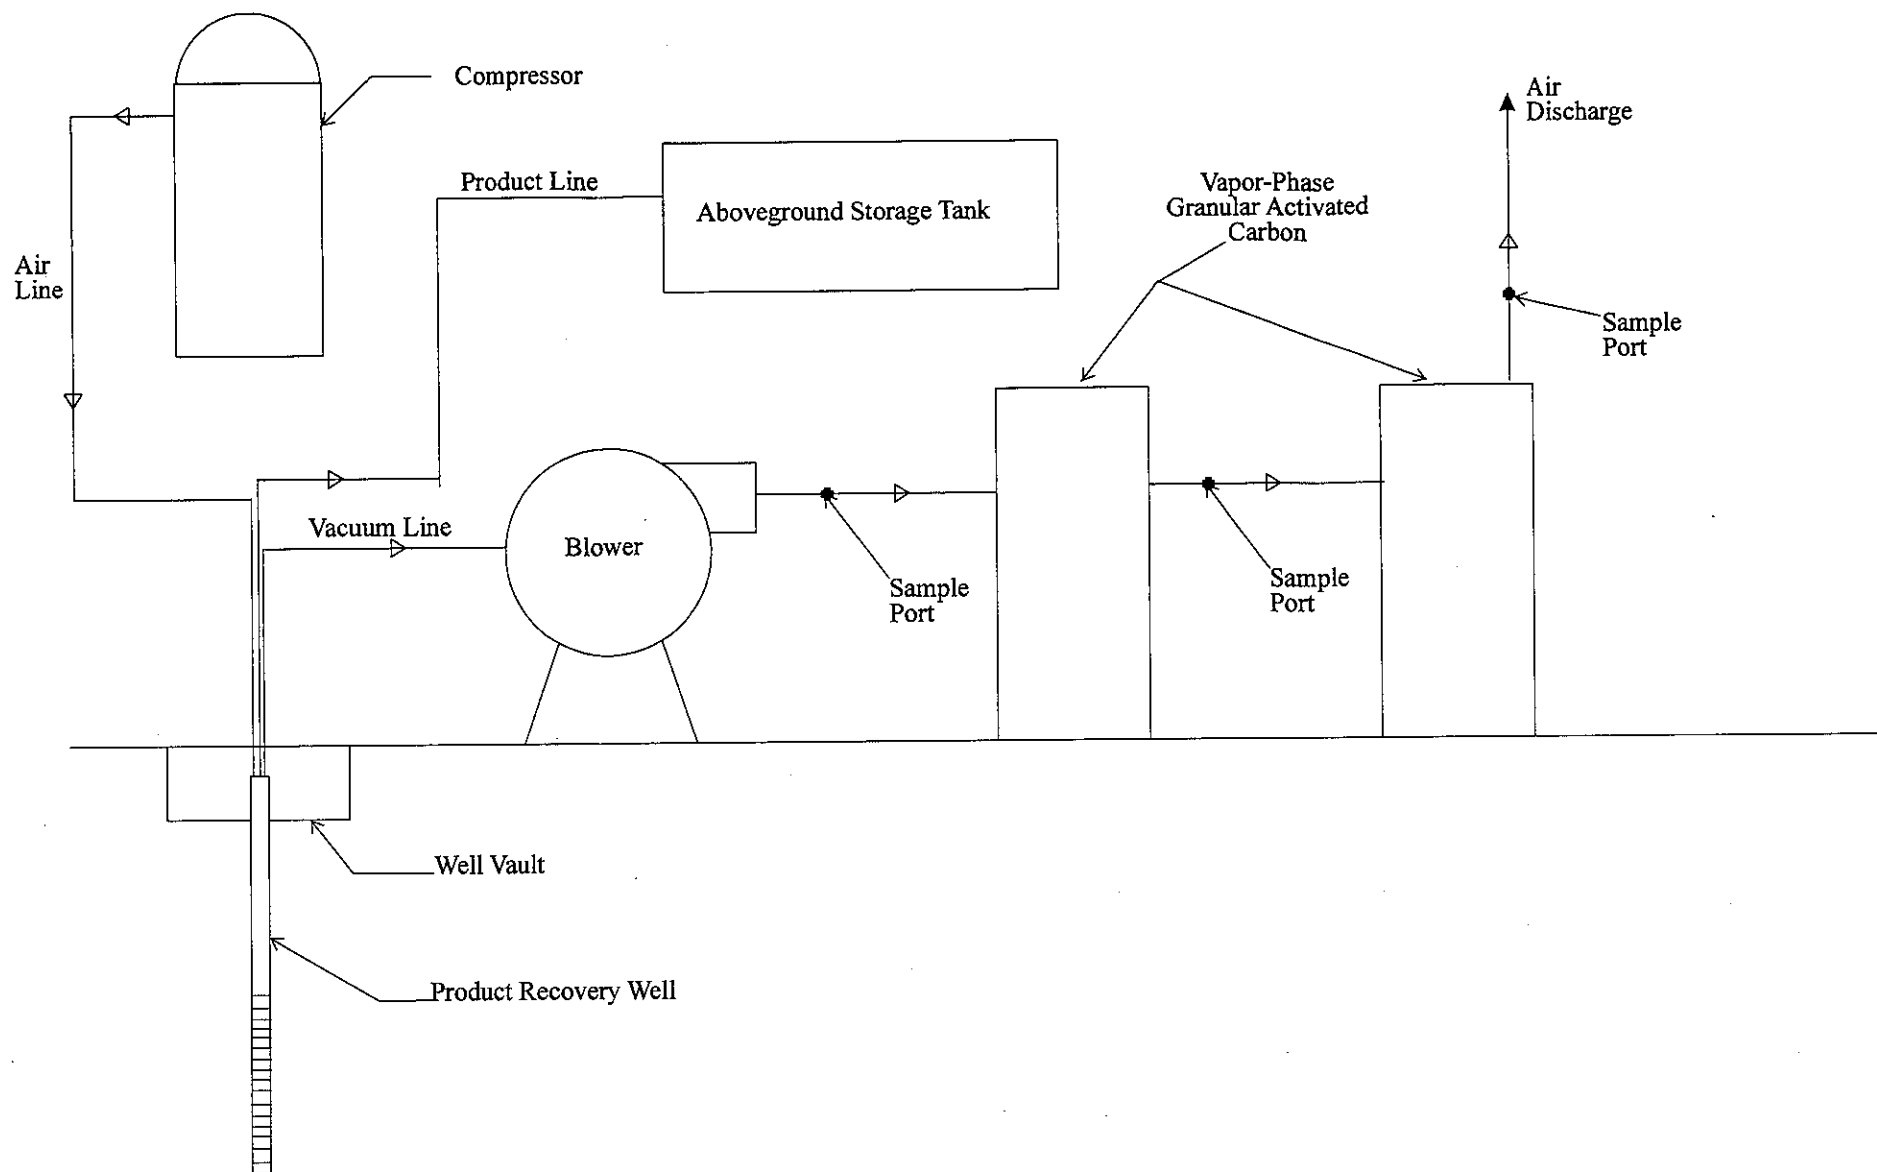 Compressor
Air
Discharge
Product Line
Vapor-Phase
Granular Activated
Carbon
Aboveground Storage Tank
Air
Line
Sample
Port
Vacuum Line
Blower
Sample
Port
Sample
Port
Well Vault
Product Recovery Well